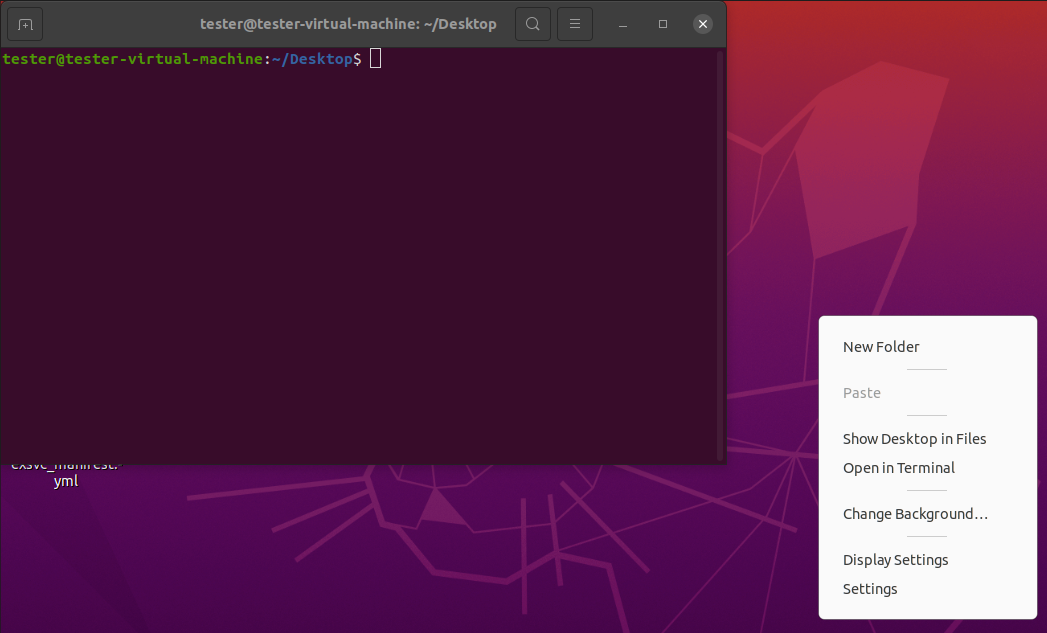 tester@tester-virtual-machine: ~/Desktop
tester@tester-virtual-machine:~/Desktop$
exsvc_manifest.
yml
New Folder
Paste
Show Desktop in Files
Open in Terminal
Change Background…
Display Settings
Settings